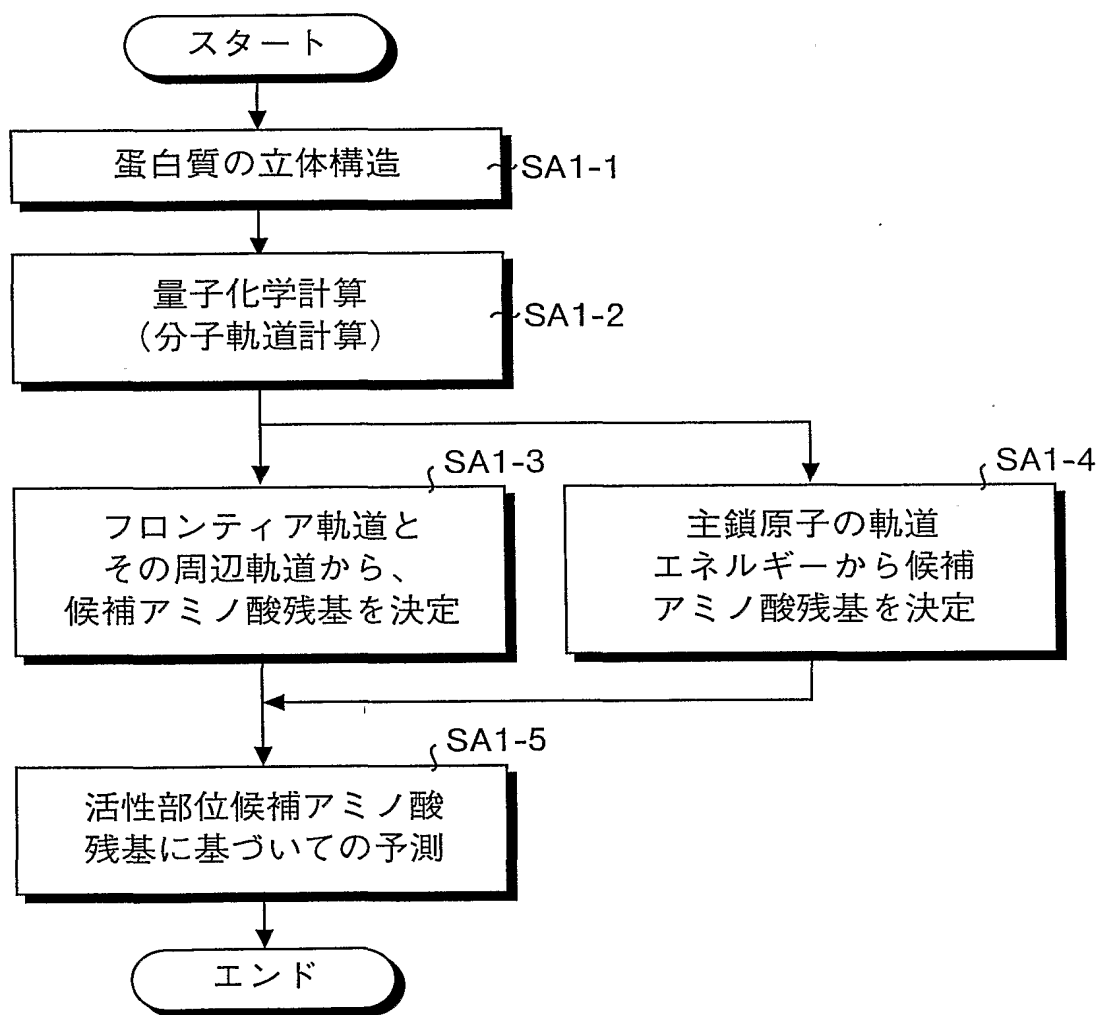 スタート
蛋白質の立体構造
SA1-1
量子化学計算
(分子軌道計算)
SA1-2
SA1-3
フロンティア軌道と
その周辺軌道から、
候補アミノ酸残基を決定
SA1-4
主鎖原子の軌道
エネルギーから候補
アミノ酸残基を決定
SA1-5
活性部位候補アミノ酸
残基に基づいての予測
エンド